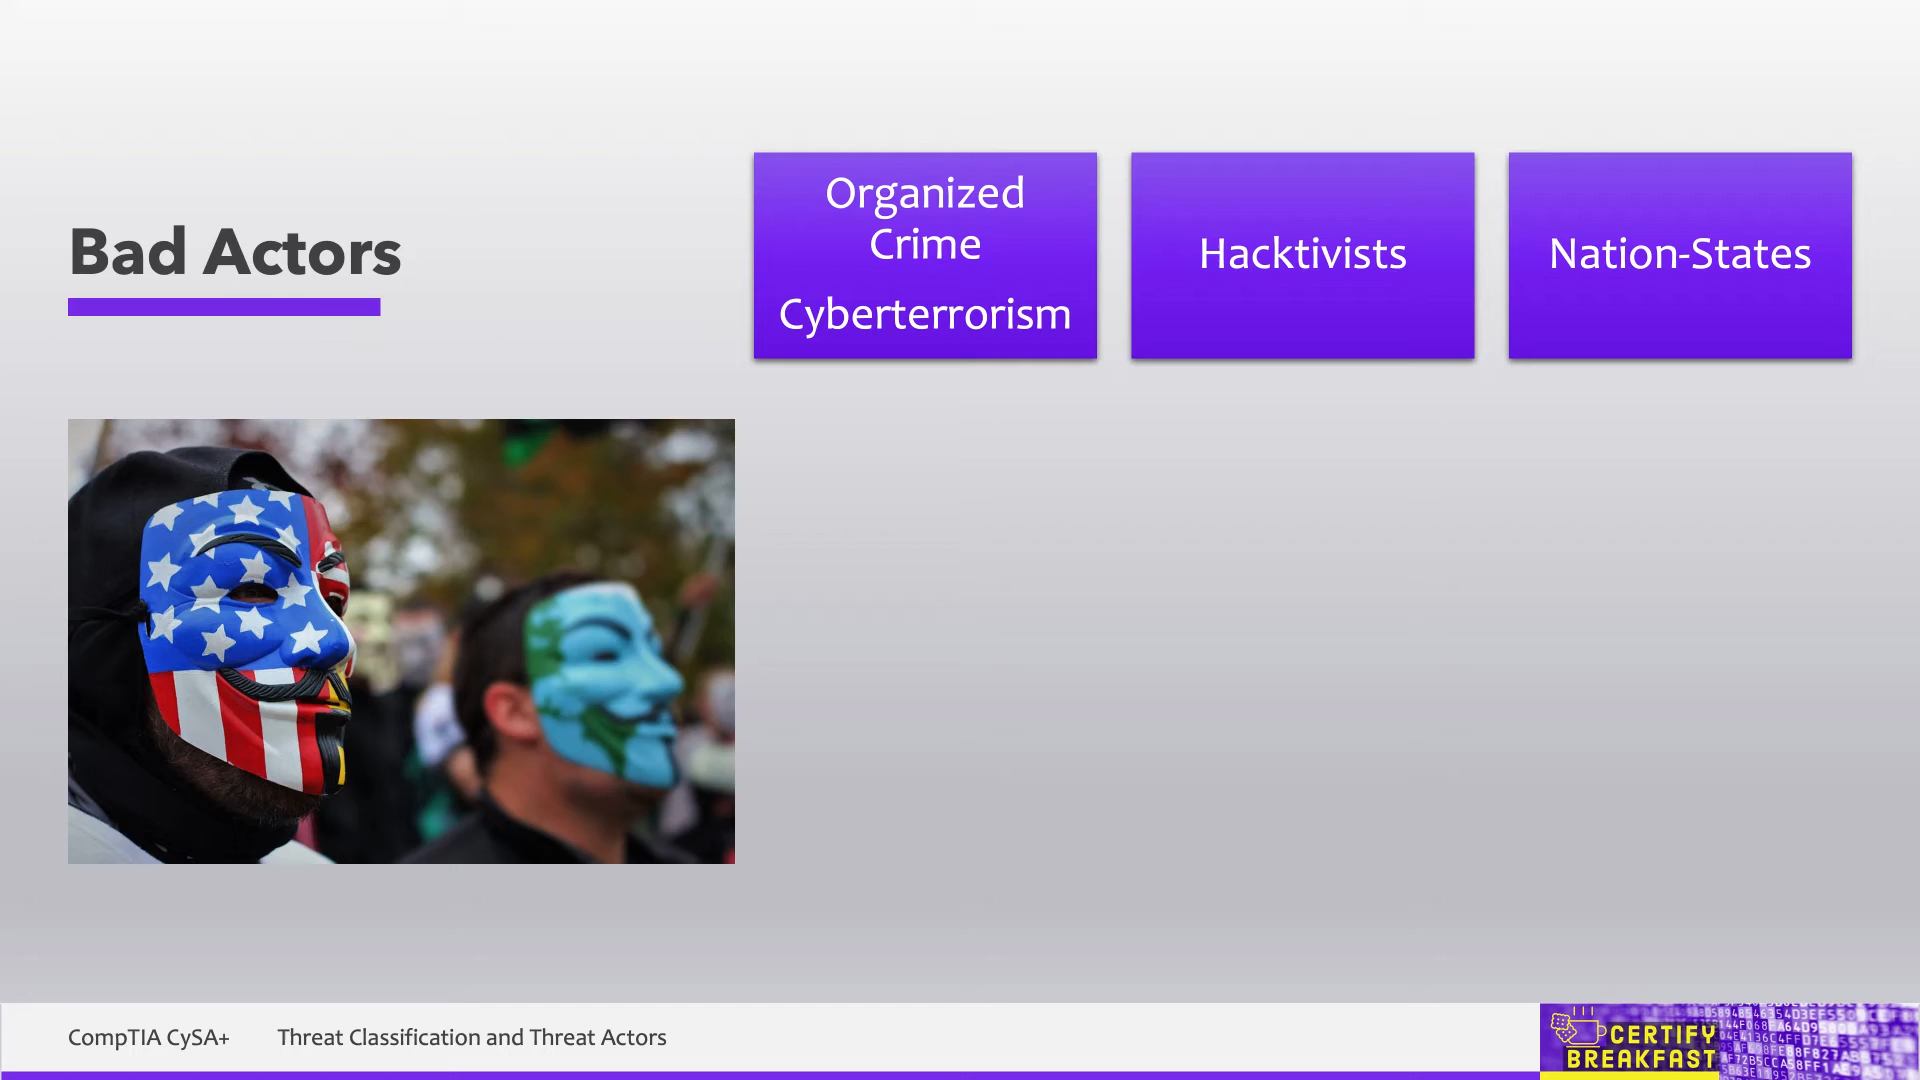 Bad Actors
Organized
Crime
Cyberterrorism
Hacktivists
Nation-States
CompTIA CySA+
Threat Classification and Threat Actors
CERTIFY
BREAKFAST